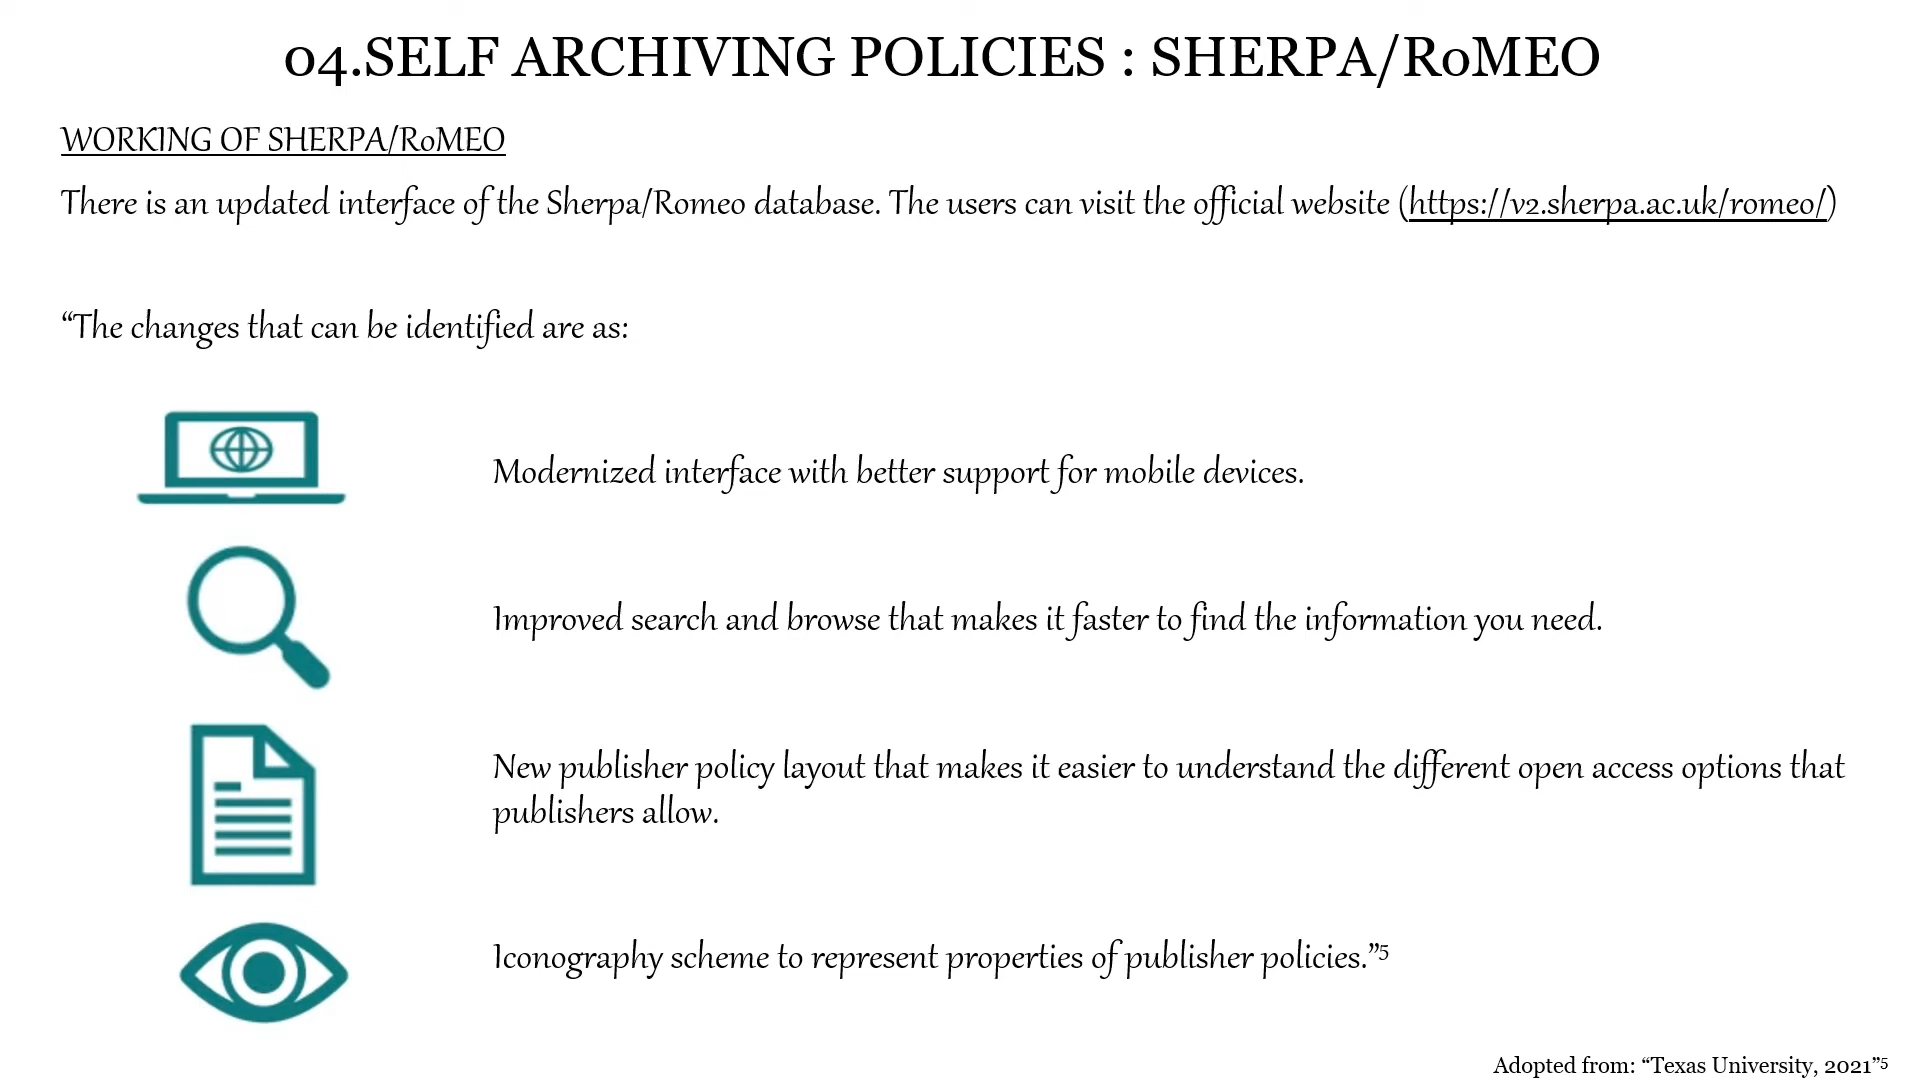 04.SELF ARCHIVING POLICIES : SHERPA/RoMEO
WORKING OF SHERPA/RoMEO
There is an updated interface of the Sherpa/Romeo database. The users can visit the official website (https://v2.sherpa.ac.uk/romeo/)
“The changes that can be identified are as:
Modernized interface with better support for mobile devices.
Improved search and browse that makes it faster to find the information you need.
New publisher policy layout that makes it easier to understand the different open access options that
publishers allow.
Iconography scheme to represent properties of publisher policies.”5
Adopted from: “Texas University, 2021”5